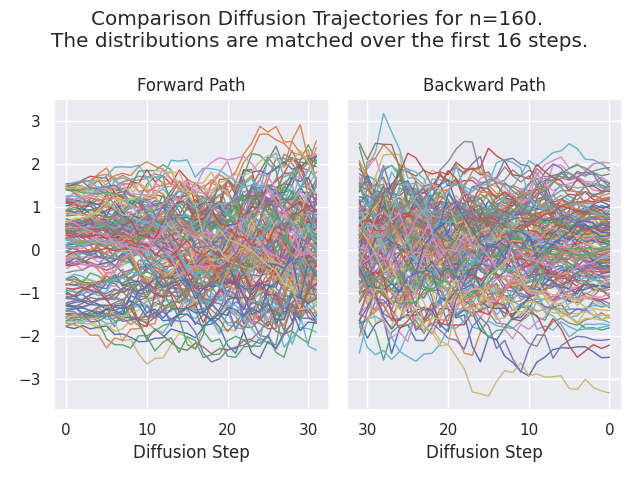 Comparison Diffusion Trajectories for n=160.
The distributions are matched over the first 16 steps.
Forward Path
Backward Path
3
2
1
0
−1
−2
−3
0 10 20 30
30 20 10 0
Diffusion Step
Diffusion Step